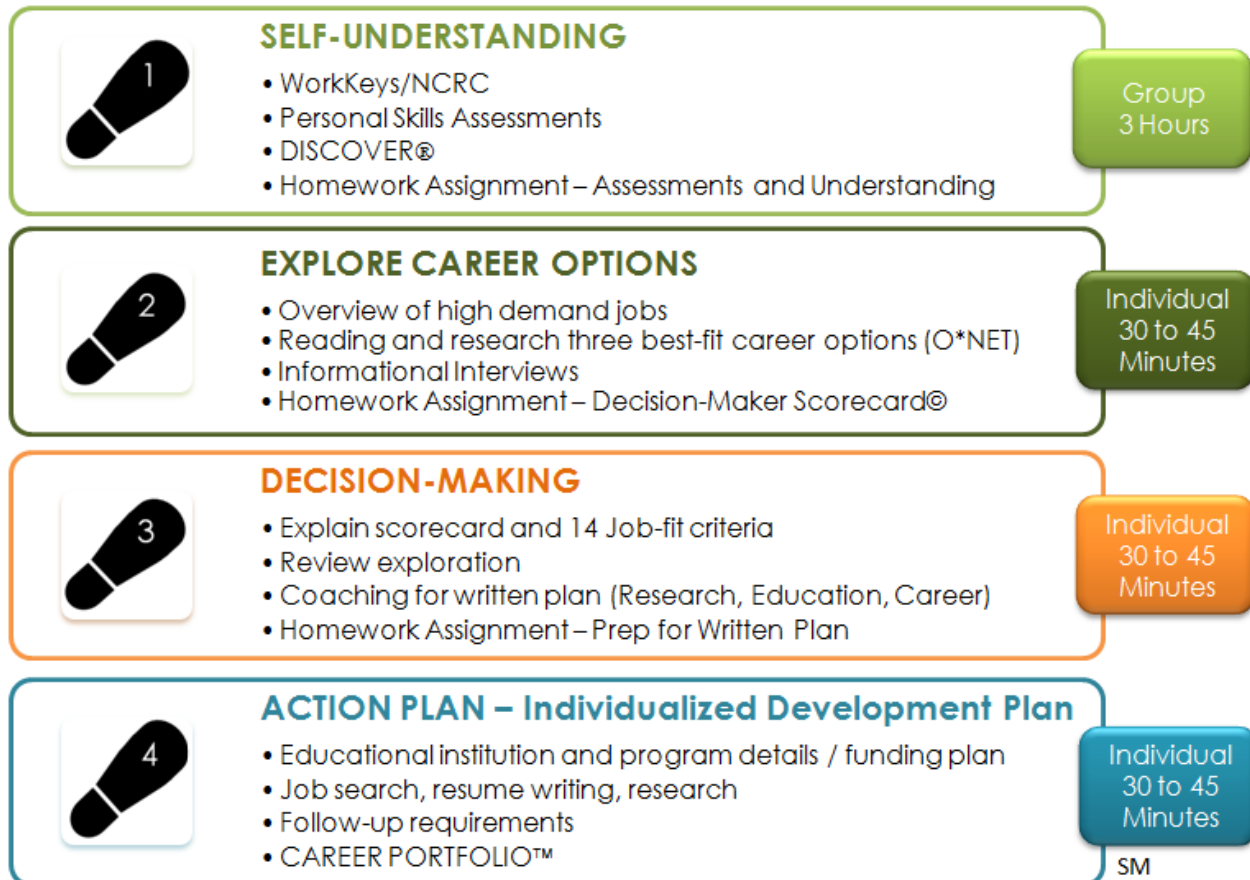 1
SELF-UNDERSTANDING
• WorkKeys/NCRC
• Personal Skills Assessments
• DISCOVER®
• Homework Assignment – Assessments and Understanding
Group
3 Hours
2
EXPLORE CAREER OPTIONS
• Overview of high demand jobs
• Reading and research three best-fit career options (O*NET)
• Informational Interviews
• Homework Assignment – Decision-Maker Scorecard©
Individual
30 to 45
Minutes
3
DECISION-MAKING
• Explain scorecard and 14 Job-fit criteria
• Review exploration
• Coaching for written plan (Research, Education, Career)
• Homework Assignment – Prep for Written Plan
Individual
30 to 45
Minutes
4
ACTION PLAN – Individualized Development Plan
• Educational institution and program details / funding plan
• Job search, resume writing, research
• Follow-up requirements
• CAREER PORTFOLIO™
Individual
30 to 45
Minutes
SM